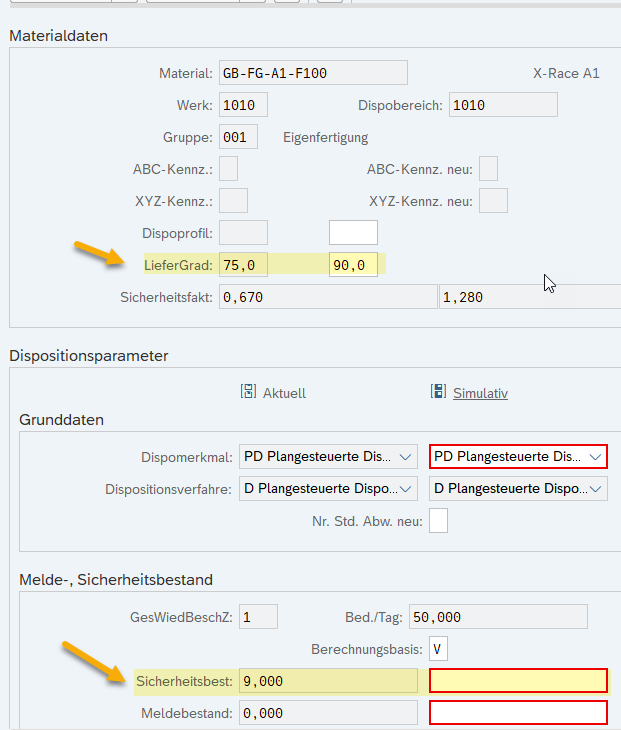 Materialdaten
Material: GB-FG-A1-F100 X-Race A1
Werk: 1010 Dispobereich: 1010
Gruppe: 001 Eigenfertigung
ABC-Kennz.: ABC-Kennz. neu:
XYZ-Kennz.: XYZ-Kennz. neu:
Dispoprofil:
LieferGrad: 75,0 90,0
Sicherheitsfakt: 0,670 1,280
Dispositionsparameter
Aktuell Simulativ
Grunddaten
Dispomerkmal: PD Plangesteuerte Dis... PD Plangesteuerte Dis...
Dispositionsverfahre: D Plangesteuerte Dispo... D Plangesteuerte Dispo...
Nr. Std. Abw. neu:
Melde-, Sicherheitsbestand
GesWiedBeschZ: 1 Bed./Tag: 50,000
Berechnungsbasis: V
Sicherheitsbest: 9,000
Meldebestand: 0,000